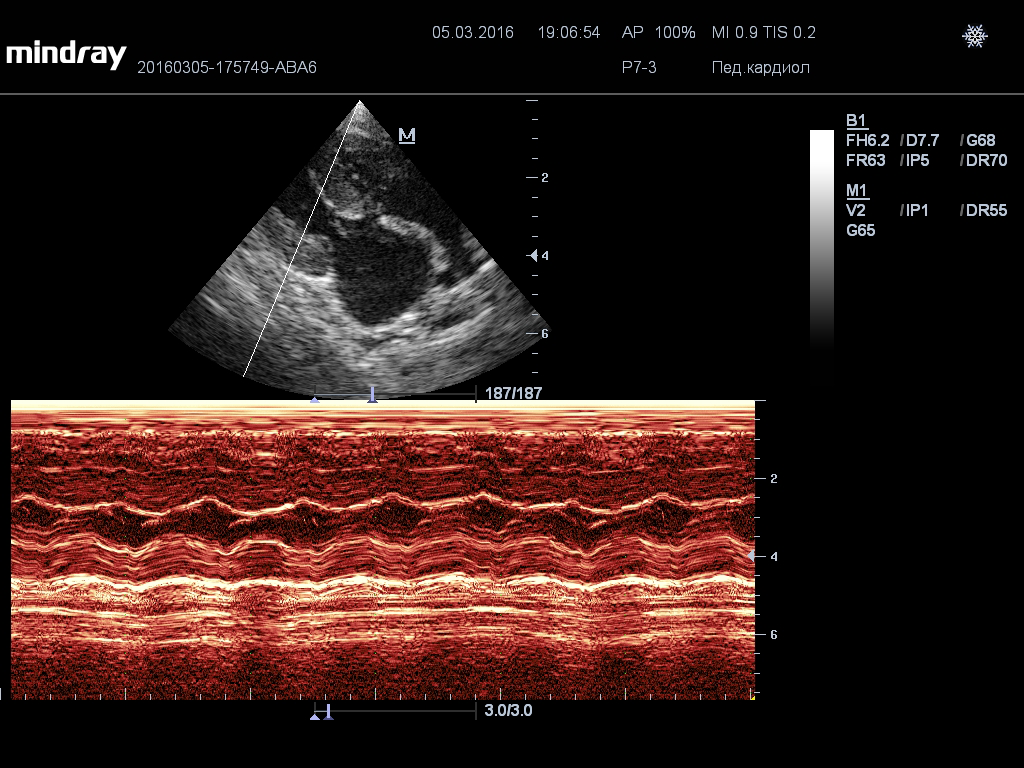 mindray
05.03.2016 19:06:54 AP 100% MI 0.9 TIS 0.2
20160305-175749-ABA6 P7-3 Пед.кардиол
M
B1
FH6.2 /D7.7 /G68
FR63 /IP5 /DR70
M1
V2 /IP1 /DR55
G65
2
4
6
187/187
2
4
6
3.0/3.0